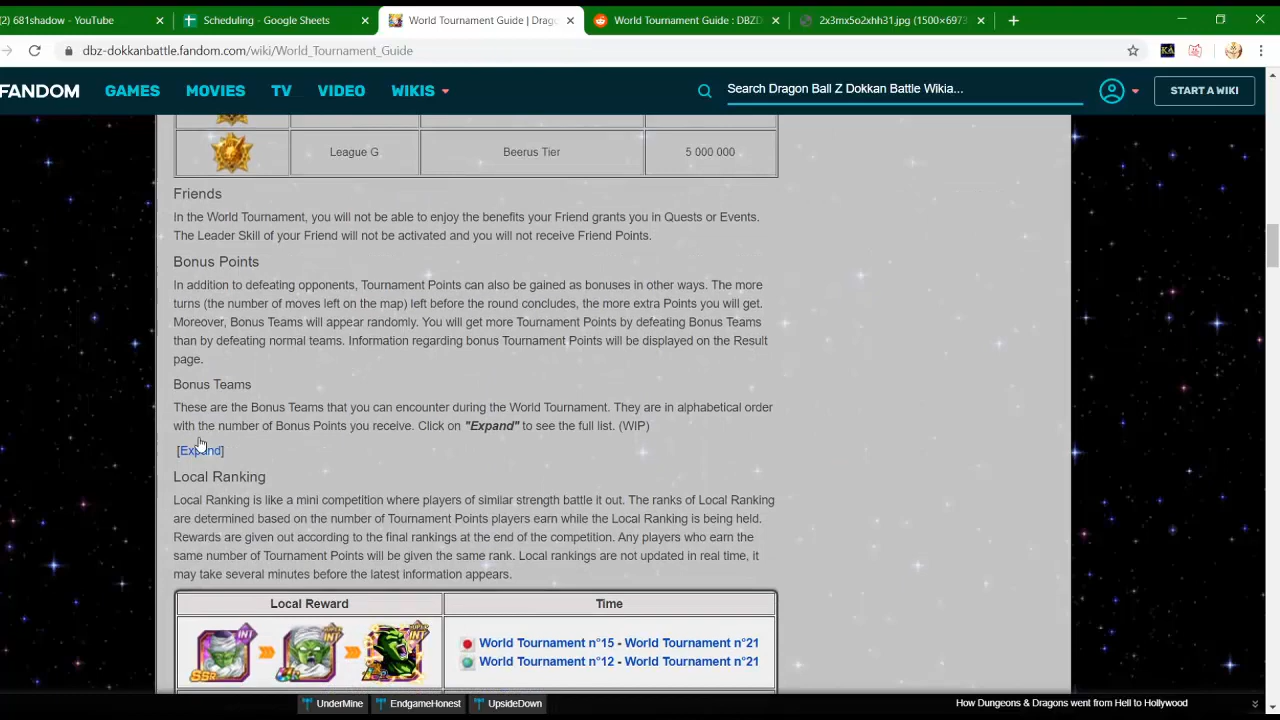 2) 681shadow - YouTube
Scheduling - Google Sheets
World Tournament Guide | Drago
World Tournament Guide : DBZD
2x3mx5o2xhh31.jpg (1500×6973
dbz-dokkanbattle.fandom.com/wiki/World_Tournament_Guide
FANDOM GAMES MOVIES TV VIDEO WIKIS Search Dragon Ball Z Dokkan Battle Wikia... START A WIKI
League G Beerus Tier 5 000 000
Friends
In the World Tournament, you will not be able to enjoy the benefits your Friend grants you in Quests or Events.
The Leader Skill of your Friend will not be activated and you will not receive Friend Points.
Bonus Points
In addition to defeating opponents, Tournament Points can also be gained as bonuses in other ways. The more
turns (the number of moves left on the map) left before the round concludes, the more extra Points you will get.
Moreover, Bonus Teams will appear randomly. You will get more Tournament Points by defeating Bonus Teams
than by defeating normal teams. Information regarding bonus Tournament Points will be displayed on the Result
page.
Bonus Teams
These are the Bonus Teams that you can encounter during the World Tournament. They are in alphabetical order
with the number of Bonus Points you receive. Click on "Expand" to see the full list. (WIP)
[Expand]
Local Ranking
Local Ranking is like a mini competition where players of similar strength battle it out. The ranks of Local Ranking
are determined based on the number of Tournament Points players earn while the Local Ranking is being held.
Rewards are given out according to the final rankings at the end of the competition. Any players who earn the
same number of Tournament Points will be given the same rank. Local rankings are not updated in real time, it
may take several minutes before the latest information appears.
Local Reward Time
SSR INT
World Tournament n°15 - World Tournament n°21
World Tournament n°12 - World Tournament n°21
UnderMine EndgameHonest UpsideDown How Dungeons & Dragons went from Hell to Hollywood